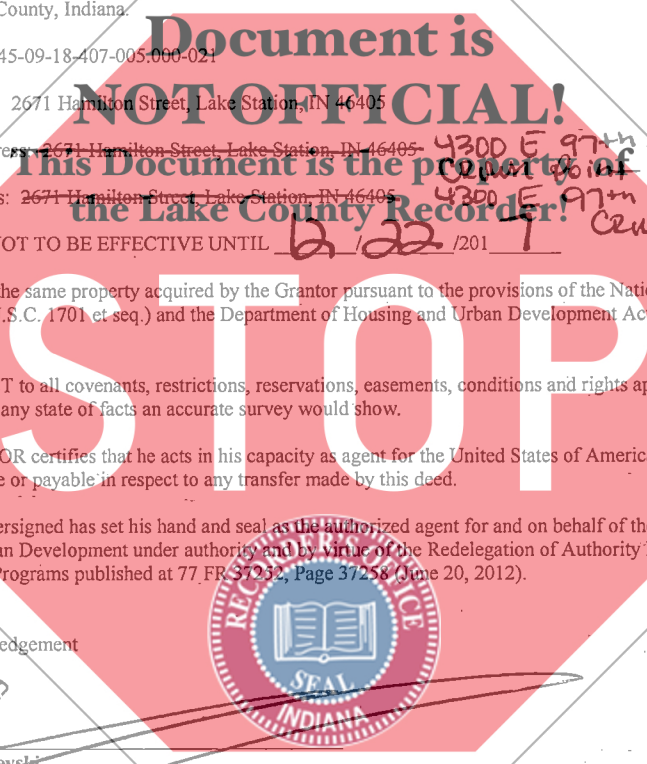 County, Indiana.
Document is
45-09-18-407-005.000-021
NOT OFFICIAL!
2671 Hamilton Street, Lake Station, IN 46405
ress: 2671 Hamilton Street, Lake Station, IN 46405 4300 E 97th
This Document is the property of
Crown Point
s: 2671 Hamilton Street, Lake Station, IN 46405 4300 E 97th
the Lake County Recorder!
NOT TO BE EFFECTIVE UNTIL 12/22/201 7
the same property acquired by the Grantor pursuant to the provisions of the Natio
.S.C. 1701 et seq.) and the Department of Housing and Urban Development Ac
STOP
T to all covenants, restrictions, reservations, easements, conditions and rights ap
any state of facts an accurate survey would show.
OR certifies that he acts in his capacity as agent for the United States of America
e or payable in respect to any transfer made by this deed.
ersigned has set his hand and seal as the authorized agent for and on behalf of the
an Development under authority and by virtue of the Redelegation of Authority
Programs published at 77 FR 37252, Page 37258 (June 20, 2012).
RECORDER'S OFFICE
SEAL
INDIANA
edgement